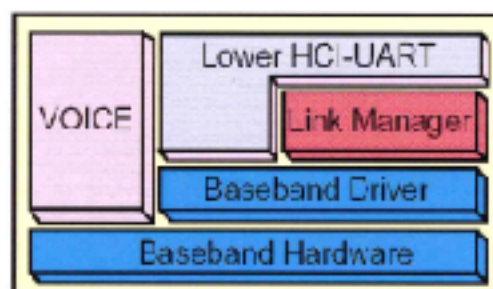 Lower HCI-UART
VOICE
Link Manager
Baseband Driver
Baseband Hardware